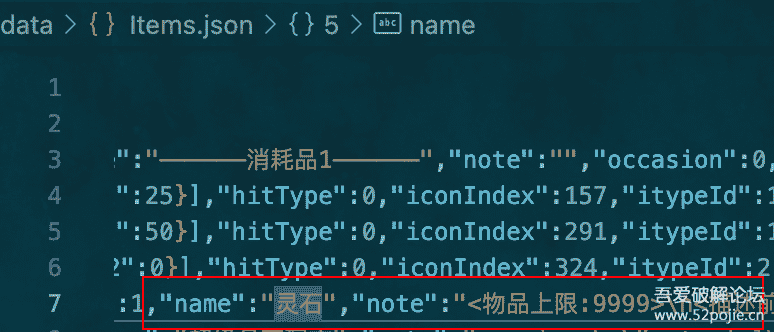 data > {} Items.json > {} 5 > abc name
1
2
3 ":"——————消耗品1——————","note":"","occasion":0,
4 ":25}],"hitType":0,"iconIndex":157,"itypeId":1
5 ":50}],"hitType":0,"iconIndex":291,"itypeId":1
6 2":0}],"hitType":0,"iconIndex":324,"itypeId":2
7 :1,"name":"灵石","note":"<物品上限:9999>
吾爱破解论坛
www.52pojie.cn